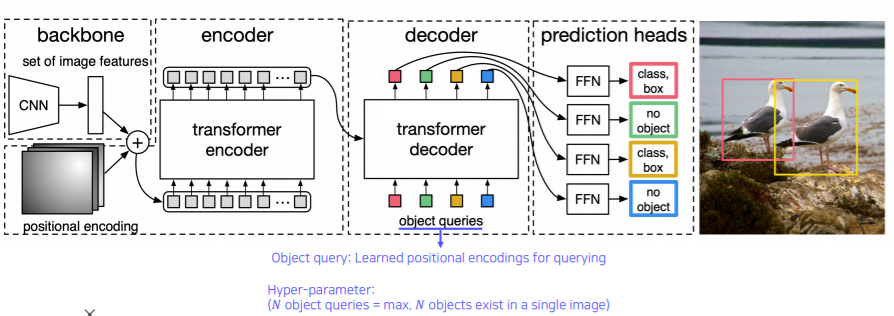 backbone
set of image features
CNN
+
positional encoding
encoder
...
transformer
encoder
...
decoder
transformer
decoder
object queries
prediction heads
FFN
class,
box
FFN
no
object
FFN
class,
box
FFN
no
object
Object query: Learned positional encodings for querying
Hyper-parameter:
(N object queries = max, N objects exist in a single image)